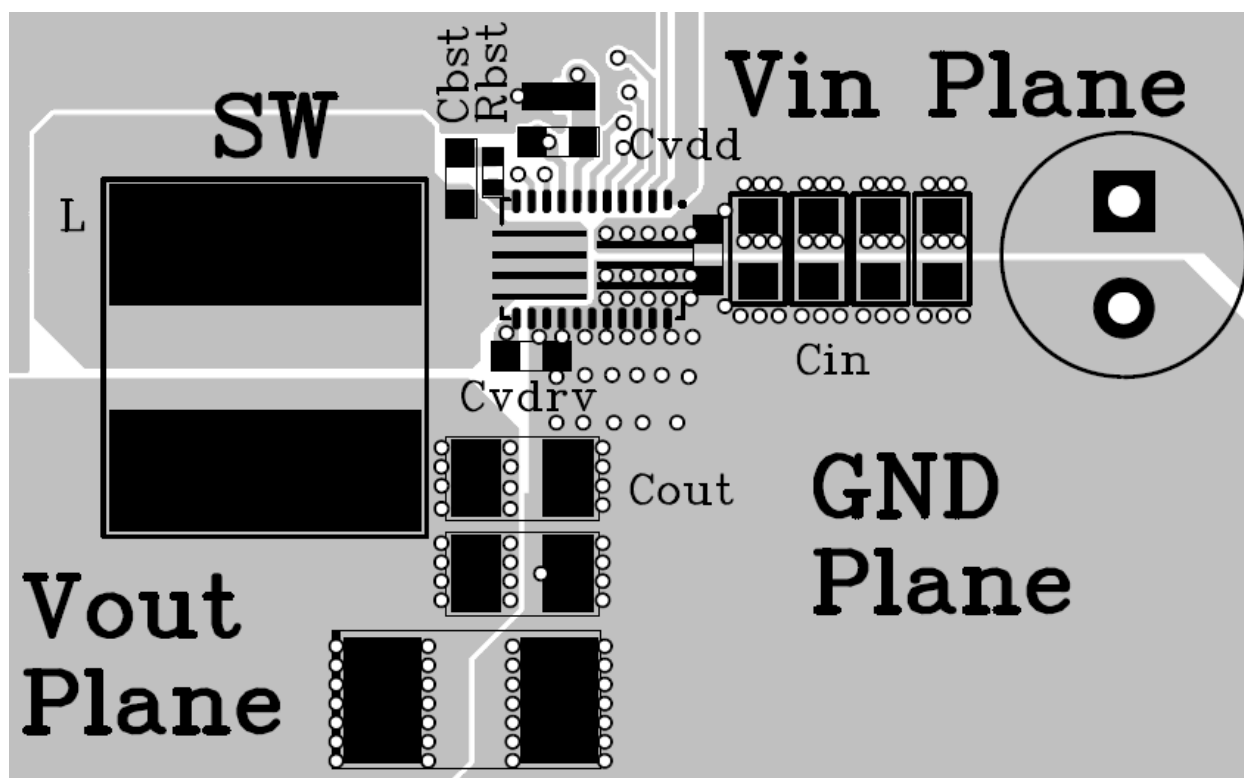 Cbst
Rbst
Vin Plane
SW
Cvdd
L
Cin
Cvdrv
Cout
GND
Plane
Vout
Plane